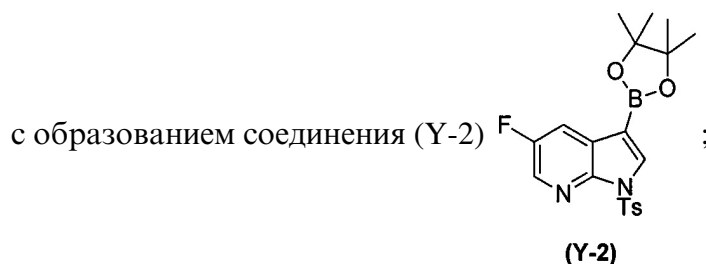 с образованием соединения (Y-2)
F
O
B
O
N
N
Ts
;
(Y-2)